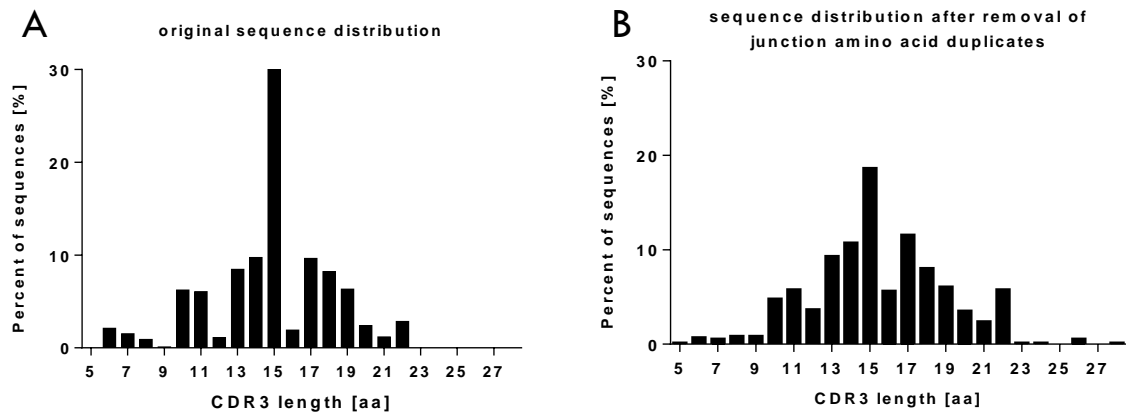 A
original sequence distribution
Percent of sequences [%]
30
20
10
0
5 7 9 11 13 15 17 19 21 23 25 27
CDR3 length [aa]
B
sequence distribution after removal of
junction amino acid duplicates
Percent of sequences [%]
30
20
10
0
5 7 9 11 13 15 17 19 21 23 25 27
CDR3 length [aa]